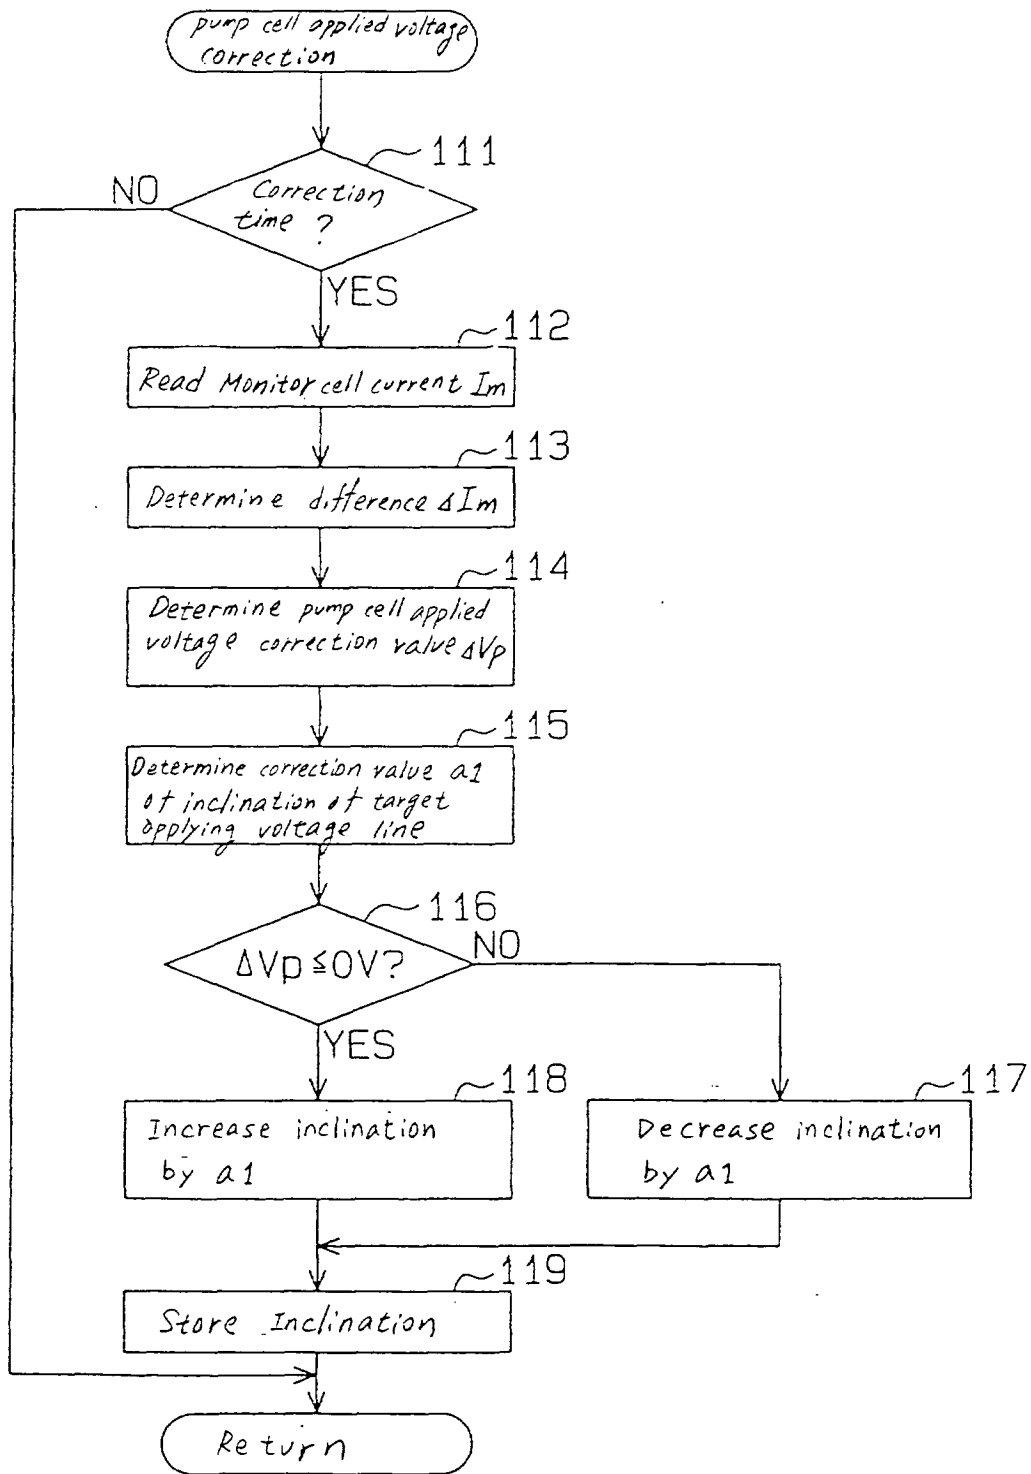 pump cell applied voltage
correction
111
NO
Correction
time ?
YES
112
Read Monitor cell current Im
113
Determine difference ΔIm
114
Determine pump cell applied
voltage correction value ΔVp
115
Determine correction value a1
of inclination of target
applying voltage line
116
NO
ΔVp≦0V?
YES
118
Increase inclination
by a1
117
Decrease inclination
by a1
119
Store Inclination
Return